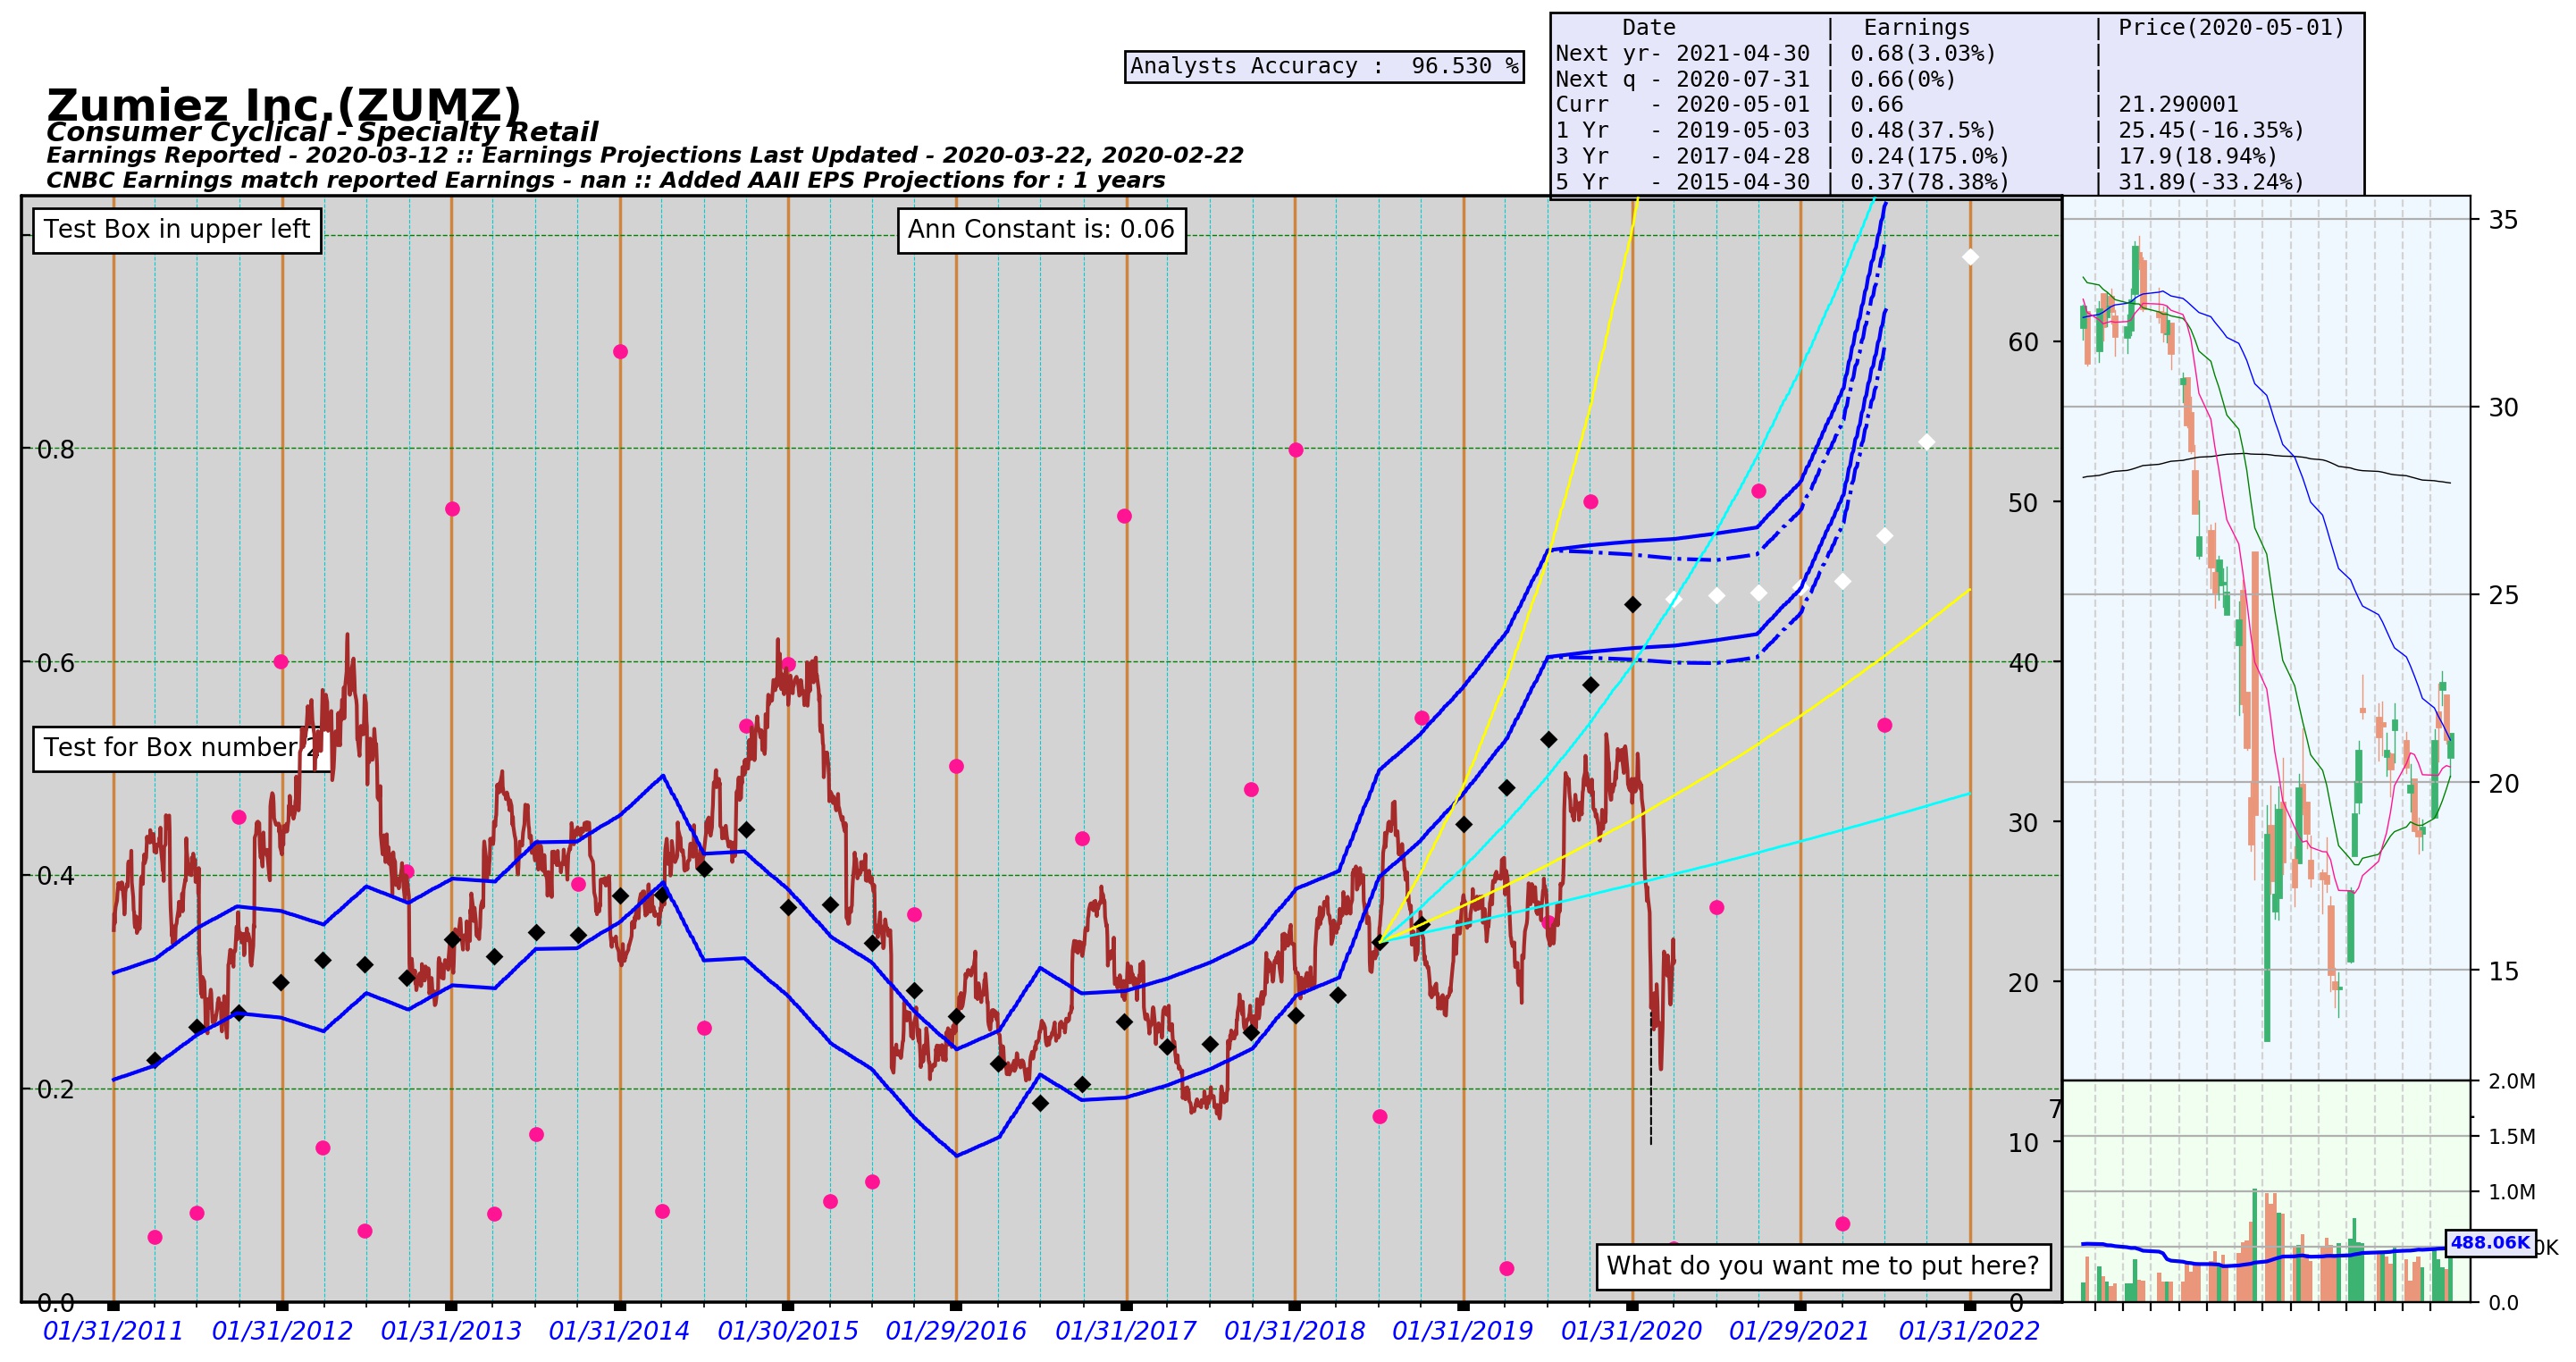 Date | Earnings | Price(2020-05-01)
Next yr- 2021-04-30 | 0.68(3.03%) |
Next q - 2020-07-31 | 0.66(0%) |
Curr - 2020-05-01 | 0.66 | 21.290001
1 Yr - 2019-05-03 | 0.48(37.5%) | 25.45(-16.35%)
3 Yr - 2017-04-28 | 0.24(175.0%) | 17.9(18.94%)
5 Yr - 2015-04-30 | 0.37(78.38%) | 31.89(-33.24%)
Analysts Accuracy : 96.530 %
Zumiez Inc.(ZUMZ)
Consumer Cyclical - Specialty Retail
Earnings Reported - 2020-03-12 :: Earnings Projections Last Updated - 2020-03-22, 2020-02-22
CNBC Earnings match reported Earnings - nan :: Added AAII EPS Projections for : 1 years
Test Box in upper left
Ann Constant is: 0.06
0.8
0.6
Test for Box number 2
0.4
0.2
0.0
60
50
40
30
20
7
10
0
What do you want me to put here?
35
30
25
20
15
2.0M
1.5M
1.0M
488.06K
0K
0.0
01/31/2011 01/31/2012 01/31/2013 01/31/2014 01/30/2015 01/29/2016 01/31/2017 01/31/2018 01/31/2019 01/31/2020 01/29/2021 01/31/2022